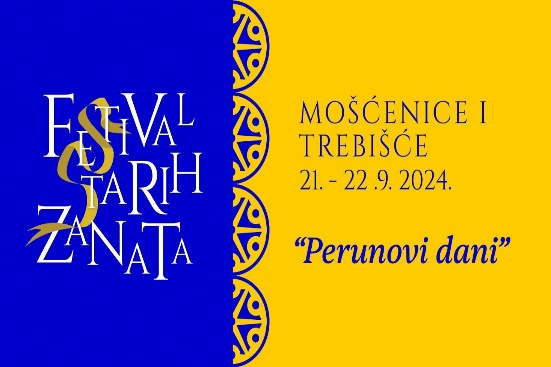 FESTIVAL
STARIH
ZANATA
MOŠĆENICE I
TREBIŠĆE
21. - 22 .9. 2024.
“Perunovi dani”